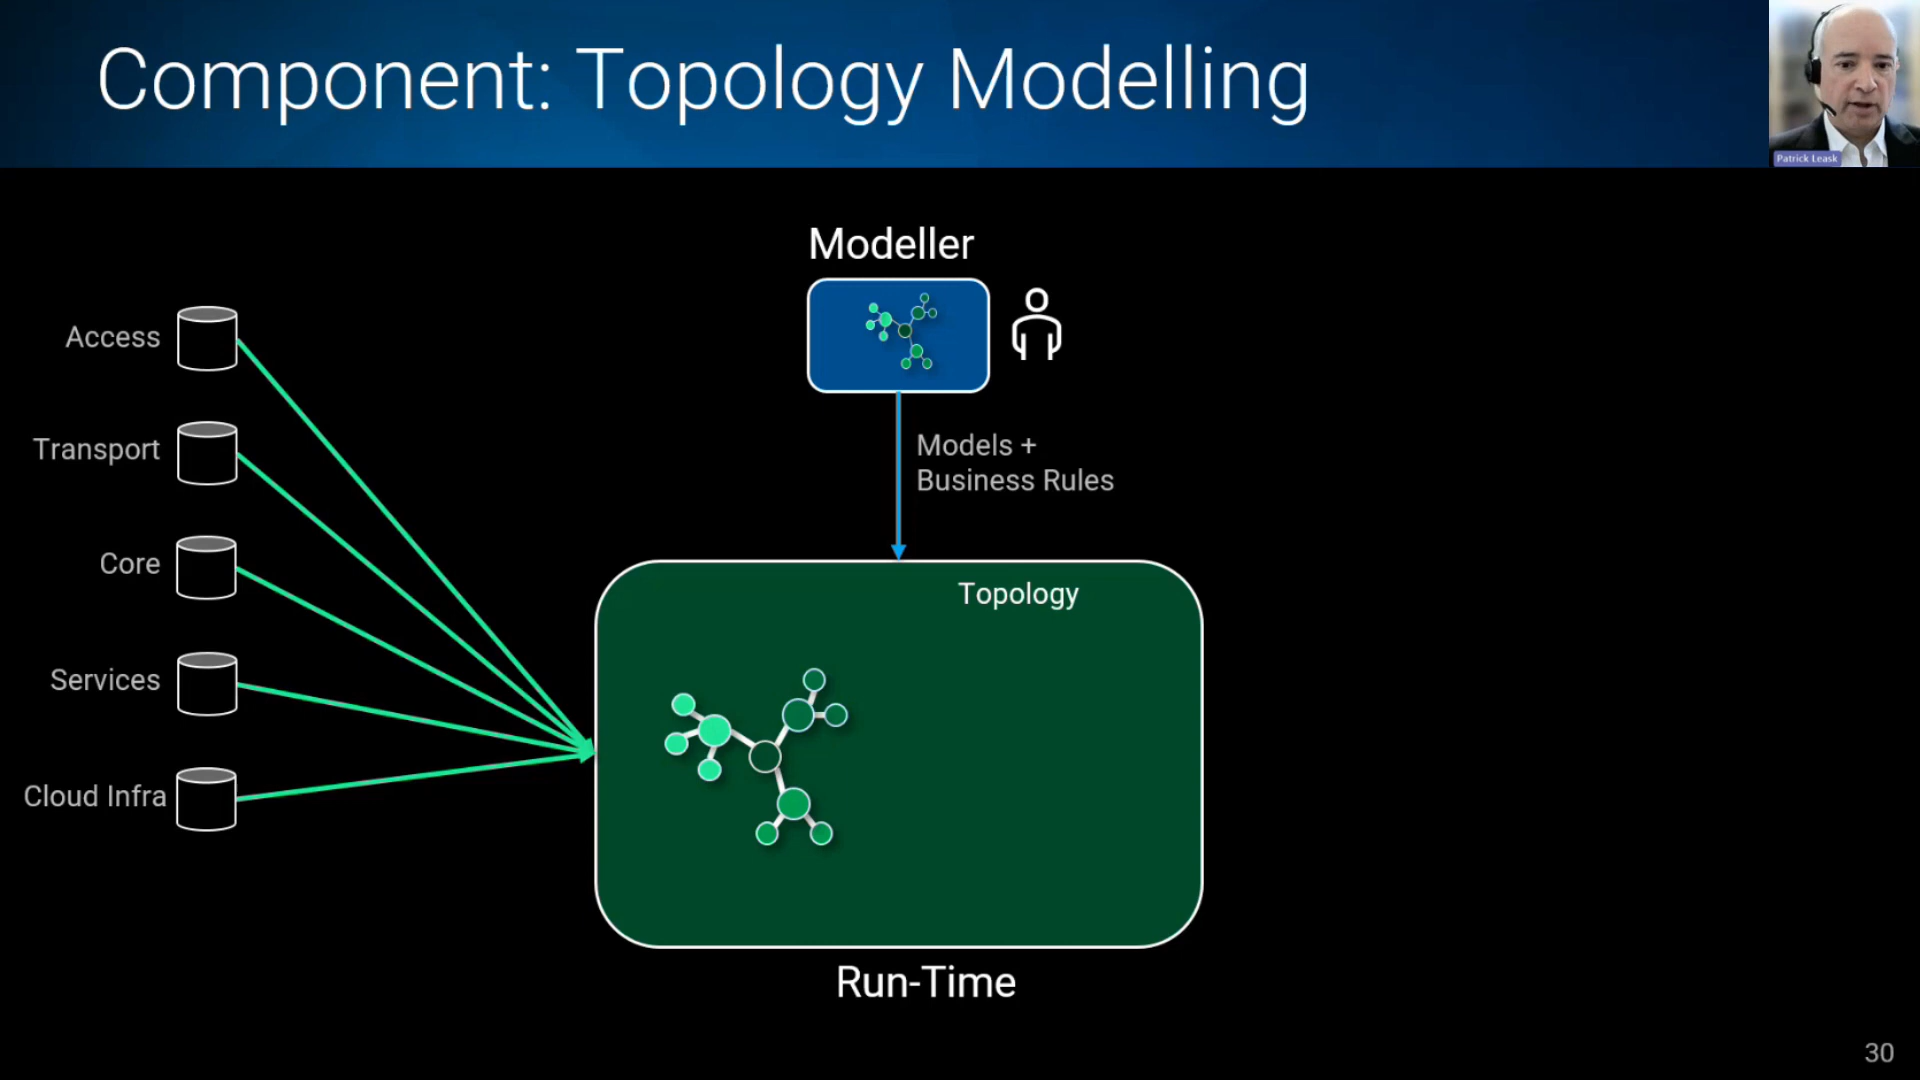 Component: Topology Modelling
Patrick Leask
Modeller
Access
Transport
Core
Services
Cloud Infra
Models +
Business Rules
Topology
Run-Time
30